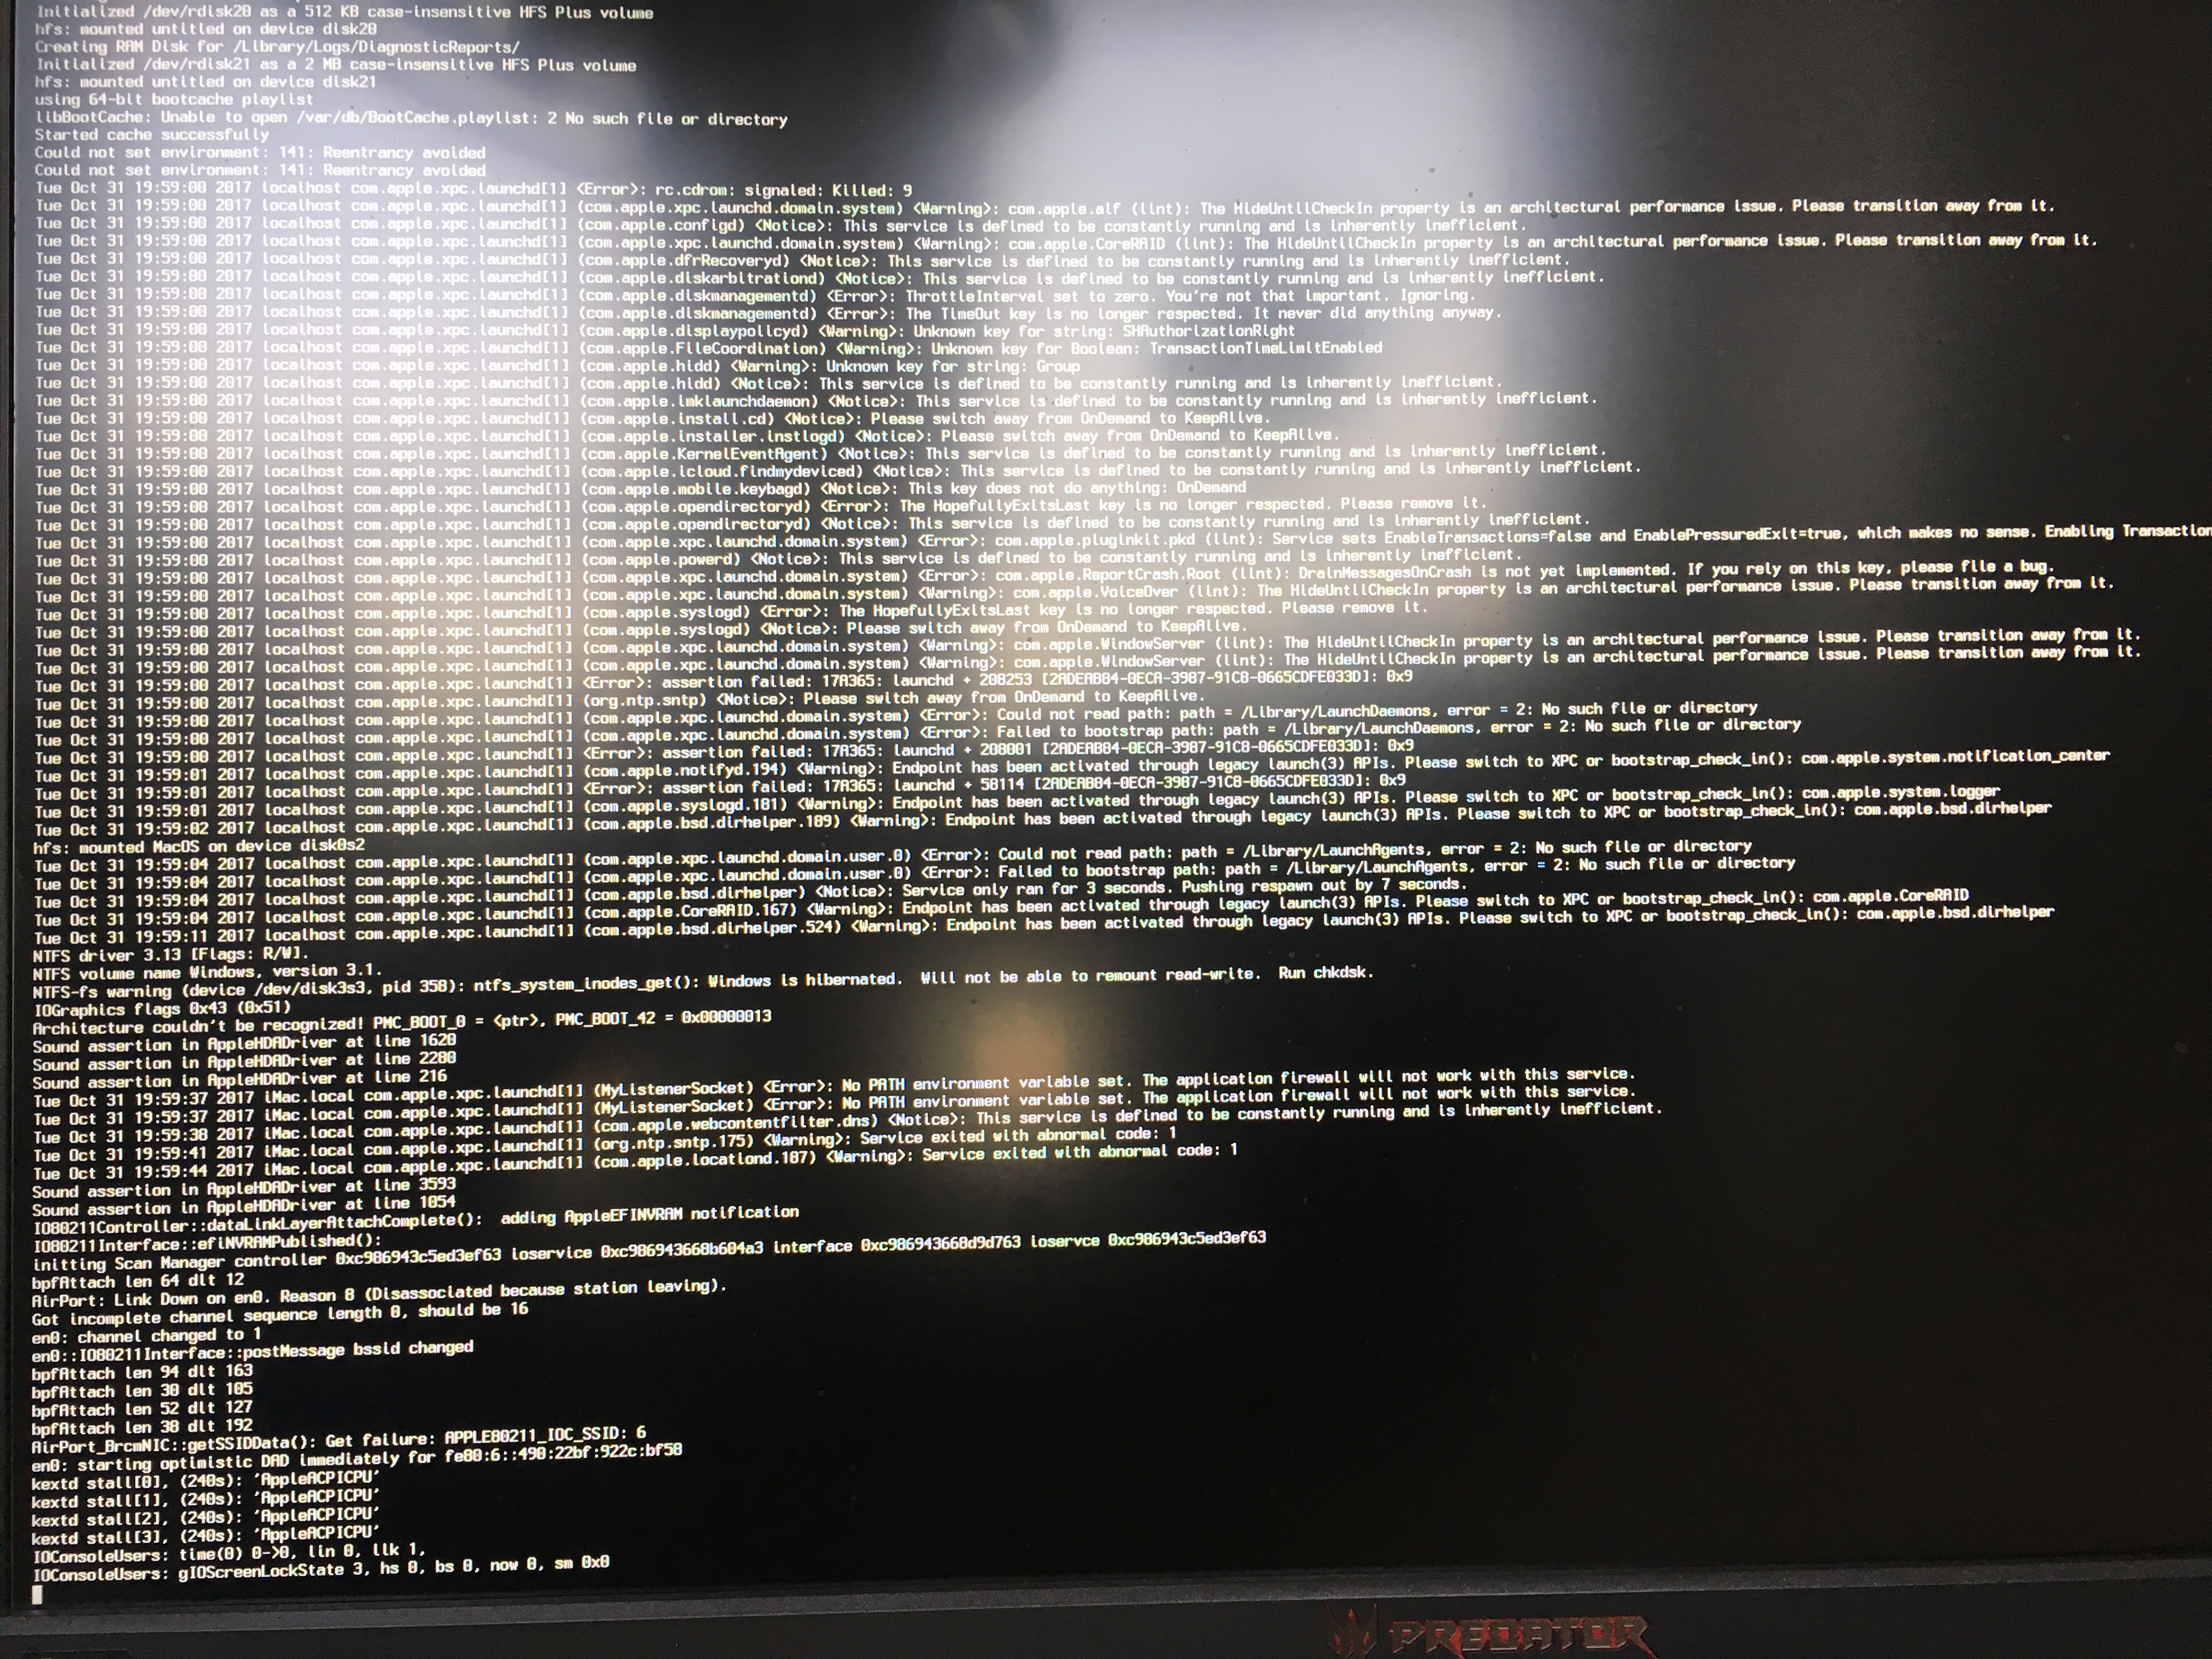 Initialized /dev/rdisk20 as a 512 KB case-insensitive HFS Plus volume
hfs: mounted untitled on device disk20
Creating RAM Disk for /Library/Logs/DiagnosticReports/
Initialized /dev/rdisk21 as a 2 MB case-insensitive HFS Plus volume
hfs: mounted untitled on device disk21
using 64-bit bootcache playlist
libBootCache: Unable to open /var/db/BootCache.playlist: 2 No such file or directory
Started cache successfully
Could not set environment: 141: Reentrancy avoided
Could not set environment: 141: Reentrancy avoided
Tue Oct 31 19:59:00 2017 localhost com.apple.xpc.launchd[1] <Error>: rc.cdrom: signaled: Killed: 9
Tue Oct 31 19:59:00 2017 localhost com.apple.xpc.launchd[1] (com.apple.xpc.launchd.domain.system) <Warning>: com.apple.alf (lint): The HideUntilCheckIn property is an architectural performance issue. Please transition away from it.
Tue Oct 31 19:59:00 2017 localhost com.apple.xpc.launchd[1] (com.apple.configd) <Notice>: This service is defined to be constantly running and is inherently inefficient.
Tue Oct 31 19:59:00 2017 localhost com.apple.xpc.launchd[1] (com.apple.xpc.launchd.domain.system) <Warning>: com.apple.CoreRAID (lint): The HideUntilCheckIn property is an architectural performance issue. Please transition away from it.
Tue Oct 31 19:59:00 2017 localhost com.apple.xpc.launchd[1] (com.apple.dfrRecoveryd) <Notice>: This service is defined to be constantly running and is inherently inefficient.
Tue Oct 31 19:59:00 2017 localhost com.apple.xpc.launchd[1] (com.apple.diskarbitrationd) <Notice>: This service is defined to be constantly running and is inherently inefficient.
Tue Oct 31 19:59:00 2017 localhost com.apple.xpc.launchd[1] (com.apple.diskmanagementd) <Error>: ThrottleInterval set to zero. You're not that important. Ignoring.
Tue Oct 31 19:59:00 2017 localhost com.apple.xpc.launchd[1] (com.apple.diskmanagementd) <Error>: The TimeOut key is no longer respected. It never did anything anyway.
Tue Oct 31 19:59:00 2017 localhost com.apple.xpc.launchd[1] (com.apple.displaypolicyd) <Warning>: Unknown key for string: SHAuthorizationRight
Tue Oct 31 19:59:00 2017 localhost com.apple.xpc.launchd[1] (com.apple.FileCoordination) <Warning>: Unknown key for Boolean: TransactionTimeLimitEnabled
Tue Oct 31 19:59:00 2017 localhost com.apple.xpc.launchd[1] (com.apple.hidd) <Warning>: Unknown key for string: Group
Tue Oct 31 19:59:00 2017 localhost com.apple.xpc.launchd[1] (com.apple.hidd) <Notice>: This service is defined to be constantly running and is inherently inefficient.
Tue Oct 31 19:59:00 2017 localhost com.apple.xpc.launchd[1] (com.apple.imklaunchdaemon) <Notice>: This service is defined to be constantly running and is inherently inefficient.
Tue Oct 31 19:59:00 2017 localhost com.apple.xpc.launchd[1] (com.apple.install.cd) <Notice>: Please switch away from OnDemand to KeepAlive.
Tue Oct 31 19:59:00 2017 localhost com.apple.xpc.launchd[1] (com.apple.installer.instlogd) <Notice>: Please switch away from OnDemand to KeepAlive.
Tue Oct 31 19:59:00 2017 localhost com.apple.xpc.launchd[1] (com.apple.KernelEventAgent) <Notice>: This service is defined to be constantly running and is inherently inefficient.
Tue Oct 31 19:59:00 2017 localhost com.apple.xpc.launchd[1] (com.apple.icloud.findmydeviced) <Notice>: This service is defined to be constantly running and is inherently inefficient.
Tue Oct 31 19:59:00 2017 localhost com.apple.xpc.launchd[1] (com.apple.mobile.keybagd) <Notice>: This key does not do anything: OnDemand
Tue Oct 31 19:59:00 2017 localhost com.apple.xpc.launchd[1] (com.apple.opendirectoryd) <Error>: The HopefullyExitsLast key is no longer respected. Please remove it.
Tue Oct 31 19:59:00 2017 localhost com.apple.xpc.launchd[1] (com.apple.opendirectoryd) <Notice>: This service is defined to be constantly running and is inherently inefficient.
Tue Oct 31 19:59:00 2017 localhost com.apple.xpc.launchd[1] (com.apple.xpc.launchd.domain.system) <Error>: com.apple.pluginkit.pkd (lint): Service sets EnableTransactions=false and EnablePressuredExit=true, which makes no sense. Enabling Transaction
Tue Oct 31 19:59:00 2017 localhost com.apple.xpc.launchd[1] (com.apple.powerd) <Notice>: This service is defined to be constantly running and is inherently inefficient.
Tue Oct 31 19:59:00 2017 localhost com.apple.xpc.launchd[1] (com.apple.xpc.launchd.domain.system) <Error>: com.apple.ReportCrash.Root (lint): DrainMessagesOnCrash is not yet implemented. If you rely on this key, please file a bug.
Tue Oct 31 19:59:00 2017 localhost com.apple.xpc.launchd[1] (com.apple.xpc.launchd.domain.system) <Warning>: com.apple.VoiceOver (lint): The HideUntilCheckIn property is an architectural performance issue. Please transition away from it.
Tue Oct 31 19:59:00 2017 localhost com.apple.xpc.launchd[1] (com.apple.syslogd) <Error>: The HopefullyExitsLast key is no longer respected. Please remove it.
Tue Oct 31 19:59:00 2017 localhost com.apple.xpc.launchd[1] (com.apple.syslogd) <Notice>: Please switch away from OnDemand to KeepAlive.
Tue Oct 31 19:59:00 2017 localhost com.apple.xpc.launchd[1] (com.apple.xpc.launchd.domain.system) <Warning>: com.apple.WindowServer (lint): The HideUntilCheckIn property is an architectural performance issue. Please transition away from it.
Tue Oct 31 19:59:00 2017 localhost com.apple.xpc.launchd[1] (com.apple.xpc.launchd.domain.system) <Warning>: com.apple.WindowServer (lint): The HideUntilCheckIn property is an architectural performance issue. Please transition away from it.
Tue Oct 31 19:59:00 2017 localhost com.apple.xpc.launchd[1] <Error>: assertion failed: 17A365: launchd + 208253 [2ADEAB84-0ECA-3987-91C8-0665CDFE033D]: 0x9
Tue Oct 31 19:59:00 2017 localhost com.apple.xpc.launchd[1] (org.ntp.sntp) <Notice>: Please switch away from OnDemand to KeepAlive.
Tue Oct 31 19:59:00 2017 localhost com.apple.xpc.launchd[1] (com.apple.xpc.launchd.domain.system) <Error>: Could not read path: path = /Library/LaunchDaemons, error = 2: No such file or directory
Tue Oct 31 19:59:00 2017 localhost com.apple.xpc.launchd[1] (com.apple.xpc.launchd.domain.system) <Error>: Failed to bootstrap path: path = /Library/LaunchDaemons, error = 2: No such file or directory
Tue Oct 31 19:59:00 2017 localhost com.apple.xpc.launchd[1] <Error>: assertion failed: 17A365: launchd + 208001 [2ADEAB84-0ECA-3987-91C8-0665CDFE033D]: 0x9
Tue Oct 31 19:59:01 2017 localhost com.apple.xpc.launchd[1] (com.apple.notifyd.194) <Warning>: Endpoint has been activated through legacy launch(3) APIs. Please switch to XPC or bootstrap_check_in(): com.apple.system.notification_center
Tue Oct 31 19:59:01 2017 localhost com.apple.xpc.launchd[1] <Error>: assertion failed: 17A365: launchd + 58114 [2ADEAB84-0ECA-3987-91C8-0665CDFE033D]: 0x9
Tue Oct 31 19:59:01 2017 localhost com.apple.xpc.launchd[1] (com.apple.syslogd.181) <Warning>: Endpoint has been activated through legacy launch(3) APIs. Please switch to XPC or bootstrap_check_in(): com.apple.system.logger
Tue Oct 31 19:59:02 2017 localhost com.apple.xpc.launchd[1] (com.apple.bsd.dirhelper.189) <Warning>: Endpoint has been activated through legacy launch(3) APIs. Please switch to XPC or bootstrap_check_in(): com.apple.bsd.dirhelper
hfs: mounted MacOS on device disk0s2
Tue Oct 31 19:59:04 2017 localhost com.apple.xpc.launchd[1] (com.apple.xpc.launchd.domain.user.0) <Error>: Could not read path: path = /Library/LaunchAgents, error = 2: No such file or directory
Tue Oct 31 19:59:04 2017 localhost com.apple.xpc.launchd[1] (com.apple.xpc.launchd.domain.user.0) <Error>: Failed to bootstrap path: path = /Library/LaunchAgents, error = 2: No such file or directory
Tue Oct 31 19:59:04 2017 localhost com.apple.xpc.launchd[1] (com.apple.bsd.dirhelper) <Notice>: Service only ran for 3 seconds. Pushing respawn out by 7 seconds.
Tue Oct 31 19:59:04 2017 localhost com.apple.xpc.launchd[1] (com.apple.CoreRAID.167) <Warning>: Endpoint has been activated through legacy launch(3) APIs. Please switch to XPC or bootstrap_check_in(): com.apple.CoreRAID
Tue Oct 31 19:59:11 2017 localhost com.apple.xpc.launchd[1] (com.apple.bsd.dirhelper.524) <Warning>: Endpoint has been activated through legacy launch(3) APIs. Please switch to XPC or bootstrap_check_in(): com.apple.bsd.dirhelper
NTFS driver 3.13 [Flags: R/W].
NTFS volume name Windows, version 3.1.
NTFS-fs warning (device /dev/disk3s3, pid 358): ntfs_system_inodes_get(): Windows is hibernated.  Will not be able to remount read-write.  Run chkdsk.
IOGraphics flags 0x43 (0x51)
Architecture couldn't be recognized! PMC_BOOT_0 = <ptr>, PMC_BOOT_42 = 0x00000013
Sound assertion in AppleHDADriver at line 1620
Sound assertion in AppleHDADriver at line 2280
Sound assertion in AppleHDADriver at line 216
Tue Oct 31 19:59:37 2017 iMac.local com.apple.xpc.launchd[1] (MyListenerSocket) <Error>: No PATH environment variable set. The application firewall will not work with this service.
Tue Oct 31 19:59:37 2017 iMac.local com.apple.xpc.launchd[1] (MyListenerSocket) <Error>: No PATH environment variable set. The application firewall will not work with this service.
Tue Oct 31 19:59:38 2017 iMac.local com.apple.xpc.launchd[1] (com.apple.webcontentfilter.dns) <Notice>: This service is defined to be constantly running and is inherently inefficient.
Tue Oct 31 19:59:41 2017 iMac.local com.apple.xpc.launchd[1] (org.ntp.sntp.175) <Warning>: Service exited with abnormal code: 1
Tue Oct 31 19:59:44 2017 iMac.local com.apple.xpc.launchd[1] (com.apple.locationd.187) <Warning>: Service exited with abnormal code: 1
Sound assertion in AppleHDADriver at line 3593
Sound assertion in AppleHDADriver at line 1054
IO80211Controller::dataLinkLayerAttachComplete():  adding AppleEFINVRAM notification
IO80211Interface::efiNVRAMPublished():
initting Scan Manager controller 0xc986943c5ed3ef63 ioservice 0xc986943668b604a3 interface 0xc986943668d9d763 ioservce 0xc986943c5ed3ef63
bpfAttach len 64 dlt 12
AirPort: Link Down on en0. Reason 8 (Disassociated because station leaving).
Got incomplete channel sequence length 0, should be 16
en0: channel changed to 1
en0::IO80211Interface::postMessage bssid changed
bpfAttach len 94 dlt 163
bpfAttach len 30 dlt 105
bpfAttach len 52 dlt 127
bpfAttach len 38 dlt 192
AirPort_BrcmNIC::getSSIDData(): Get failure: APPLE80211_IOC_SSID: 6
en0: starting optimistic DAD immediately for fe80:6::490:22bf:922c:bf58
kextd stall[0], (240s): 'AppleACPICPU'
kextd stall[1], (240s): 'AppleACPICPU'
kextd stall[2], (240s): 'AppleACPICPU'
kextd stall[3], (240s): 'AppleACPICPU'
IOConsoleUsers: time(0) 0->0, lin 0, llk 1,
IOConsoleUsers: gIOScreenLockState 3, hs 0, bs 0, now 0, sm 0x0
PREDATOR